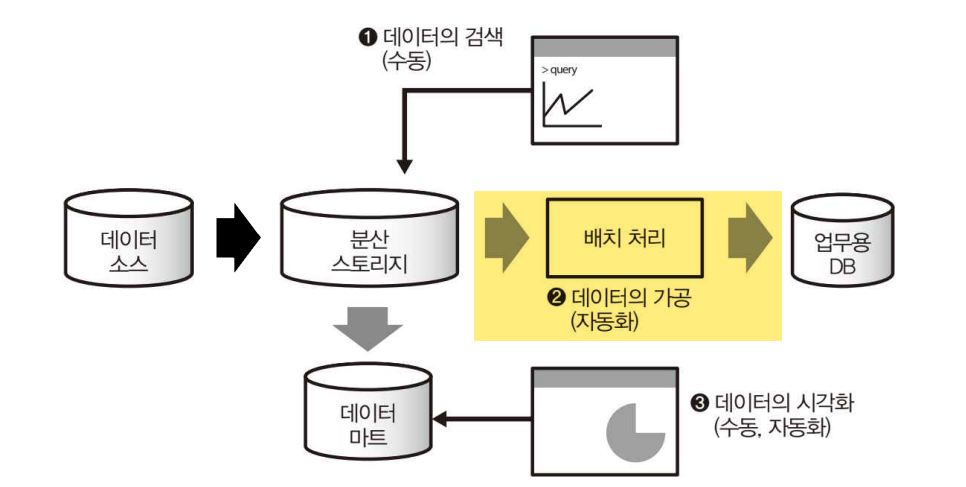 ❶ 데이터의 검색
(수동)
> query
데이터
소스
분산
스토리지
배치 처리
업무용
DB
❷ 데이터의 가공
(자동화)
데이터
마트
❸ 데이터의 시각화
(수동, 자동화)